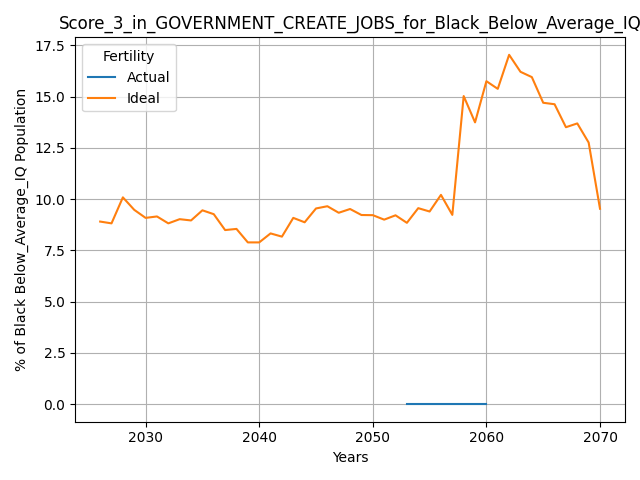 Score_3_in_GOVERNMENT_CREATE_JOBS_for_Black_Below_Average_IQ
Fertility
Actual
Ideal
% of Black Below_Average_IQ Population
17.5
15.0
12.5
10.0
7.5
5.0
2.5
0.0
2030
2040
2050
2060
2070
Years